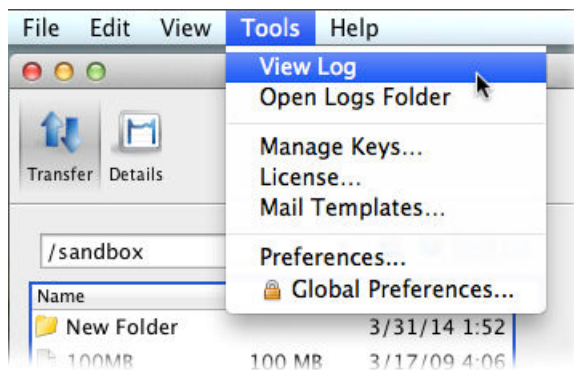 File Edit View Tools Help
View Log
Open Logs Folder
Manage Keys...
License...
Mail Templates...
Preferences...
Global Preferences...
Transfer Details
/sandbox
Name
New Folder 3/31/14 1:52
100MB 100 MB 3/17/09 4:06